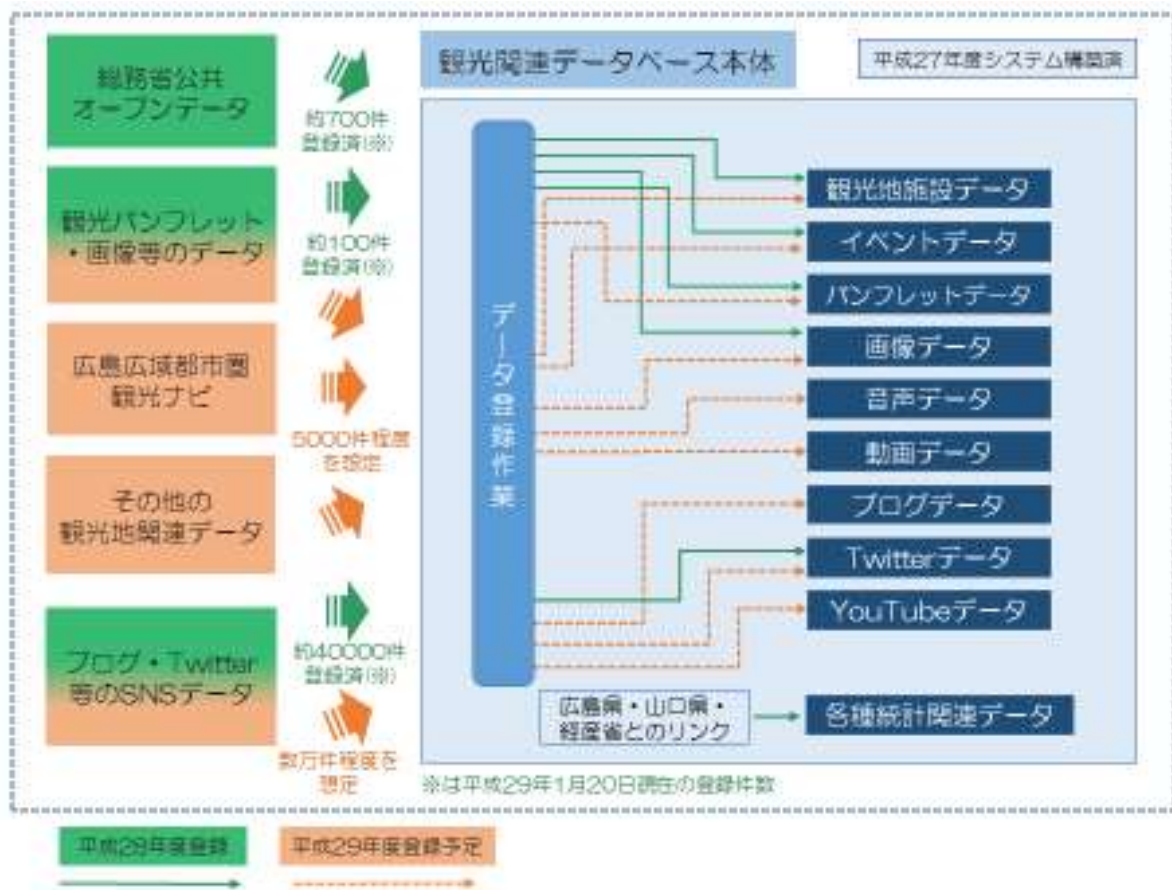 総務省公共
オープンデータ
約700件
登録済(※)
観光パンフレット
・画像等のデータ
約100件
登録済(※)
広島広域都市圏
観光ナビ
5000件程度
を想定
その他の
観光地関連データ
ブログ・Twitter
等のSNSデータ
約40000件
登録済(※)
数万件程度を
想定
観光関連データベース本体
平成27年度システム構築済
データ登録作業
観光地施設データ
イベントデータ
パンフレットデータ
画像データ
音声データ
動画データ
ブログデータ
Twitterデータ
YouTubeデータ
広島県・山口県・
経産省とのリンク
各種統計関連データ
※は平成29年1月20日現在の登録件数
平成28年度登録
平成29年度登録予定